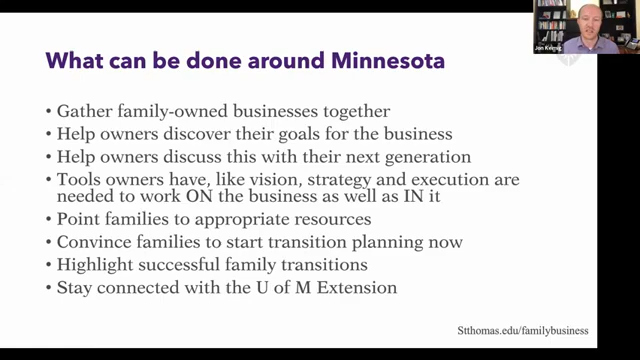 What can be done around Minnesota
• Gather family-owned businesses together
• Help owners discover their goals for the business
• Help owners discuss this with their next generation
• Tools owners have, like vision, strategy and execution are
needed to work ON the business as well as IN it
• Point families to appropriate resources
• Convince families to start transition planning now
• Highlight successful family transitions
• Stay connected with the U of M Extension
Stthomas.edu/familybusiness